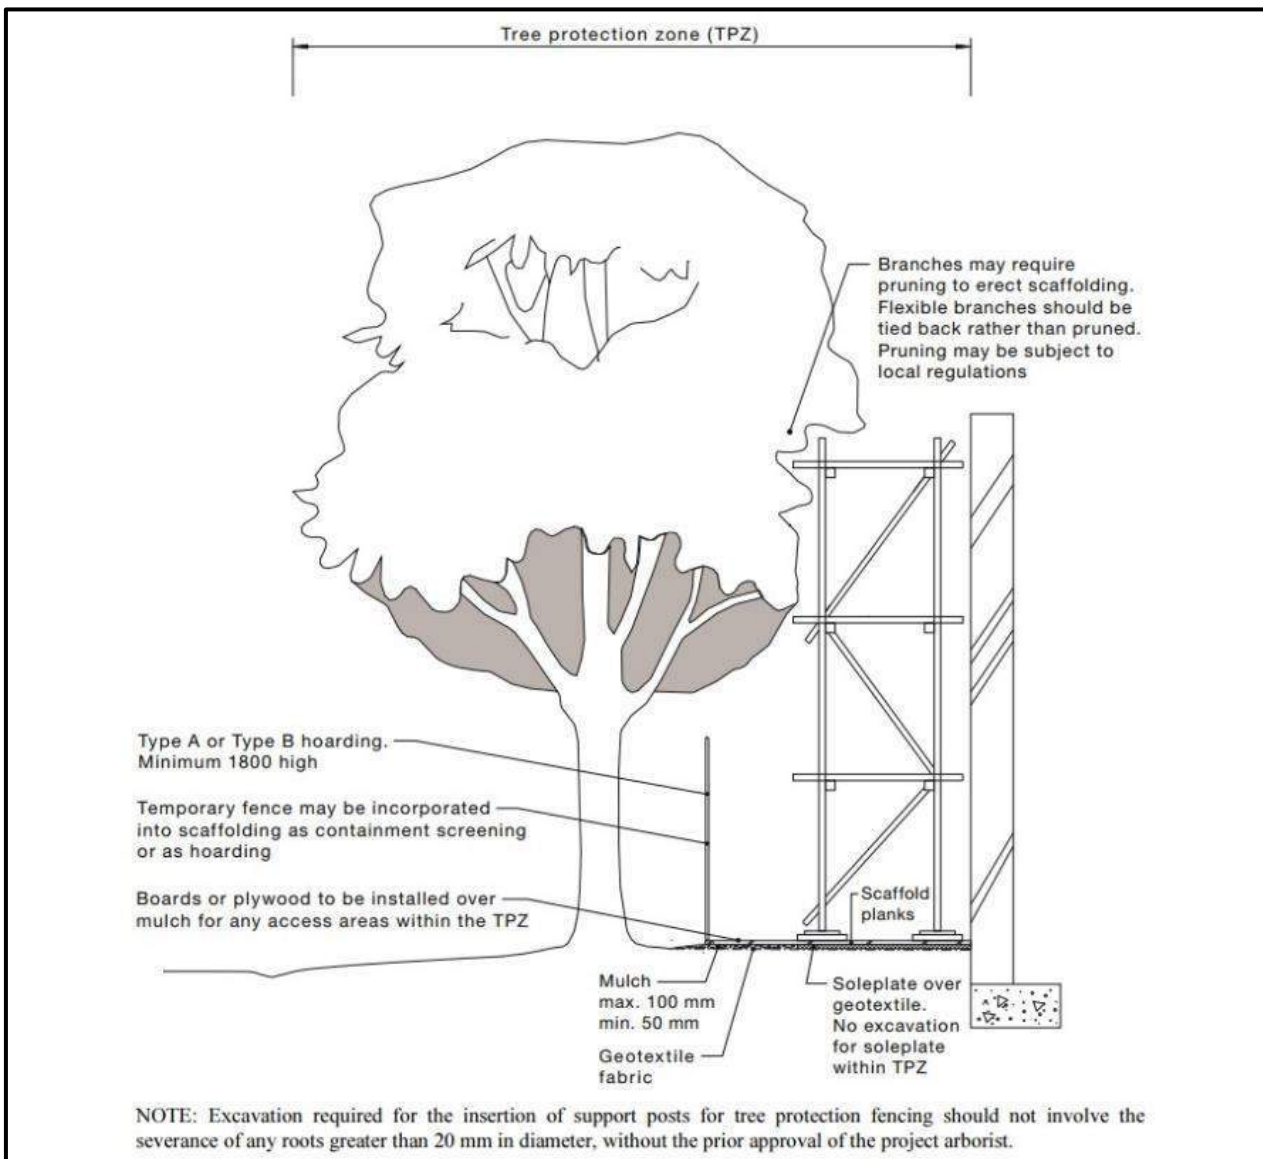 Tree protection zone (TPZ)
Branches may require
pruning to erect scaffolding.
Flexible branches should be
tied back rather than pruned.
Pruning may be subject to
local regulations
Type A or Type B hoarding.
Minimum 1800 high
Temporary fence may be incorporated
into scaffolding as containment screening
or as hoarding
Boards or plywood to be installed over
mulch for any access areas within the TPZ
Scaffold
planks
Mulch
max. 100 mm
min. 50 mm
Geotextile
fabric
Soleplate over
geotextile.
No excavation
for soleplate
within TPZ
NOTE: Excavation required for the insertion of support posts for tree protection fencing should not involve the
severance of any roots greater than 20 mm in diameter, without the prior approval of the project arborist.